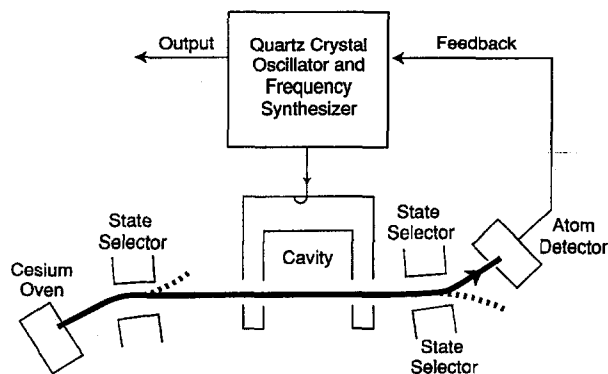 Output
Quartz Crystal
Oscillator and
Frequency
Synthesizer
Feedback
State
Selector
Cesium
Oven
Cavity
State
Selector
Atom
Detector
State
Selector